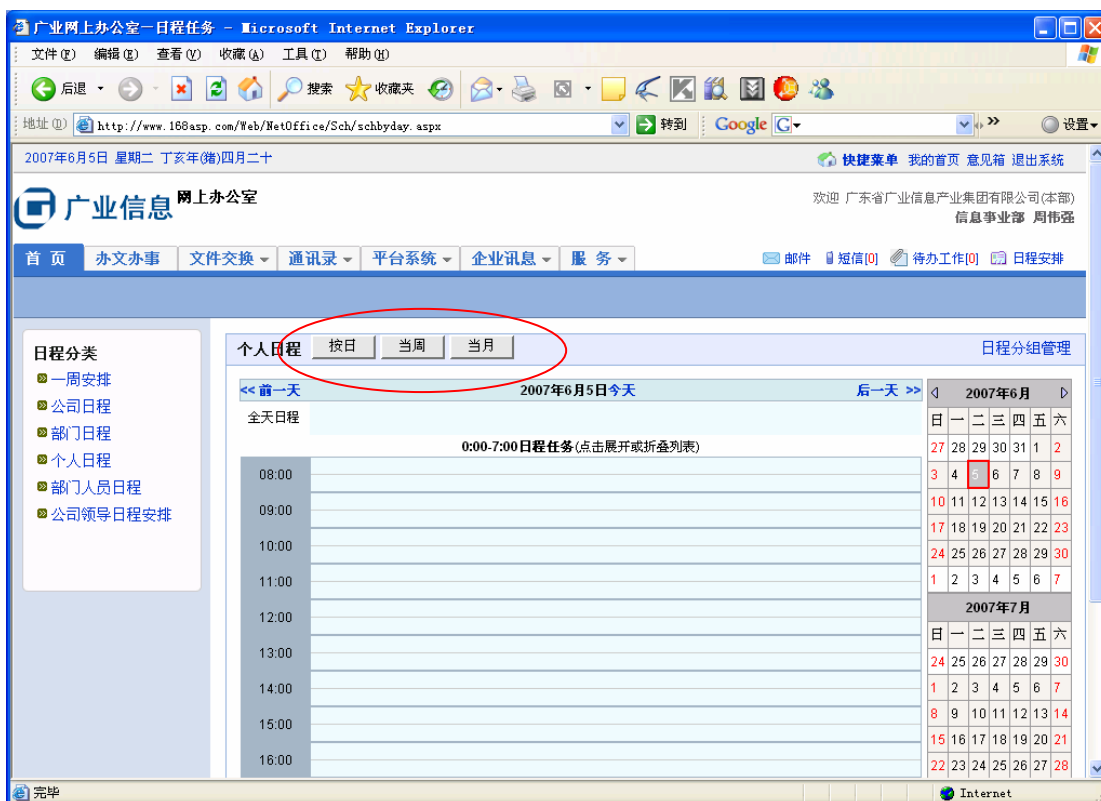 广业网上办公室—日程任务 - Microsoft Internet Explorer
文件(F) 编辑(E) 查看(V) 收藏(A) 工具(T) 帮助(H)
后退 搜索 收藏夹
地址(D) http://www.168asp.com/Web/NetOffice/Sch/schbyday.aspx 转到 Google G 设置
2007年6月5日 星期二 丁亥年(猪)四月二十 快捷菜单 我的首页 意见箱 退出系统
广业信息 网上办公室 欢迎 广东省广业信息产业集团有限公司(本部)
信息事业部 周伟强
首 页 办文办事 文件交换 通讯录 平台系统 企业讯息 服 务 邮件 短信[0] 待办工作[0] 日程安排
日程分类
一周安排
公司日程
部门日程
个人日程
部门人员日程
公司领导日程安排
个人日程 按日 当周 当月 日程分组管理
<< 前一天 2007年6月5日今天 后一天 >>
全天日程
0:00-7:00日程任务(点击展开或折叠列表)
08:00
09:00
10:00
11:00
12:00
13:00
14:00
15:00
16:00
2007年6月
日 一 二 三 四 五 六
27 28 29 30 31 1 2
3 4 5 6 7 8 9
10 11 12 13 14 15 16
17 18 19 20 21 22 23
24 25 26 27 28 29 30
1 2 3 4 5 6 7
2007年7月
日 一 二 三 四 五 六
24 25 26 27 28 29 30
1 2 3 4 5 6 7
8 9 10 11 12 13 14
15 16 17 18 19 20 21
22 23 24 25 26 27 28
完毕 Internet